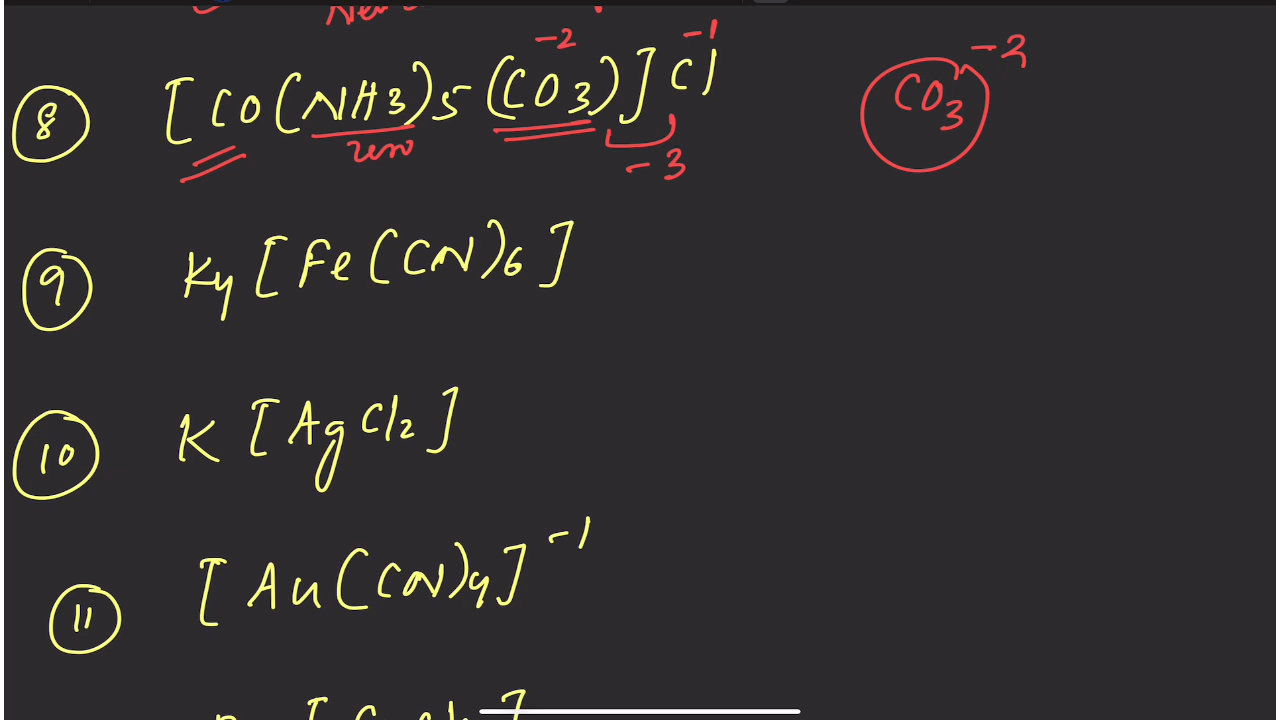 -2 -1
⑧ [CO(NH3)5(CO3)]Cl CO3 -2
zero -3
⑨ K4[Fe(CN)6]
⑩ K[AgCl2]
⑪ [Au(CN)4]-1